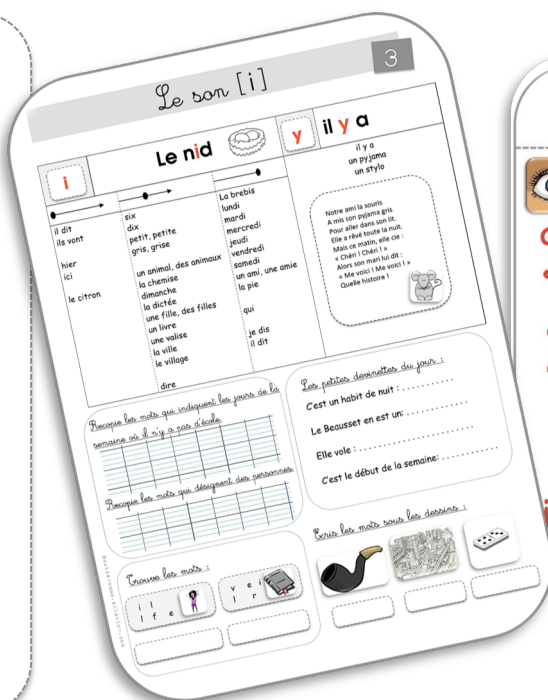 Le son [i]
3
i
Le nid
y
il y a
il dit
ils vont
hier
ici
le citron
six
dix
petit, petite
gris, grise
un animal, des animaux
la chemise
dimanche
la dictée
une fille, des filles
un livre
une valise
la ville
le village
dire
La brebis
lundi
mardi
mercredi
jeudi
vendredi
samedi
un ami, une amie
la pie
qui
je dis
il dit
il y a
un pyjama
un stylo
Notre ami la souris
A mis son pyjama gris
Pour aller dans son lit.
Elle a rêvé toute la nuit.
Mais ce matin, elle crie :
« Chéri ! Chéri ! »
Alors son mari lui dit :
« Me voici ! Me voici ! »
Quelle histoire !
Recopie les mots qui indiquent les jours de la
semaine où il n'y a pas d'école.
Recopie les mots qui désignent des personnes.
Les petites devinettes du jour :
C'est un habit de nuit : . . . . . . . . . . .
Le Beausset en est un: . . . . . . . . . . . .
Elle vole : . . . . . . . . . . . . . . . . . . . . .
C'est le début de la semaine: . . . . . . . . . . .
Trouve les mots :
i l
l f e
v e i
l r
Ecris les mots sous les dessins :